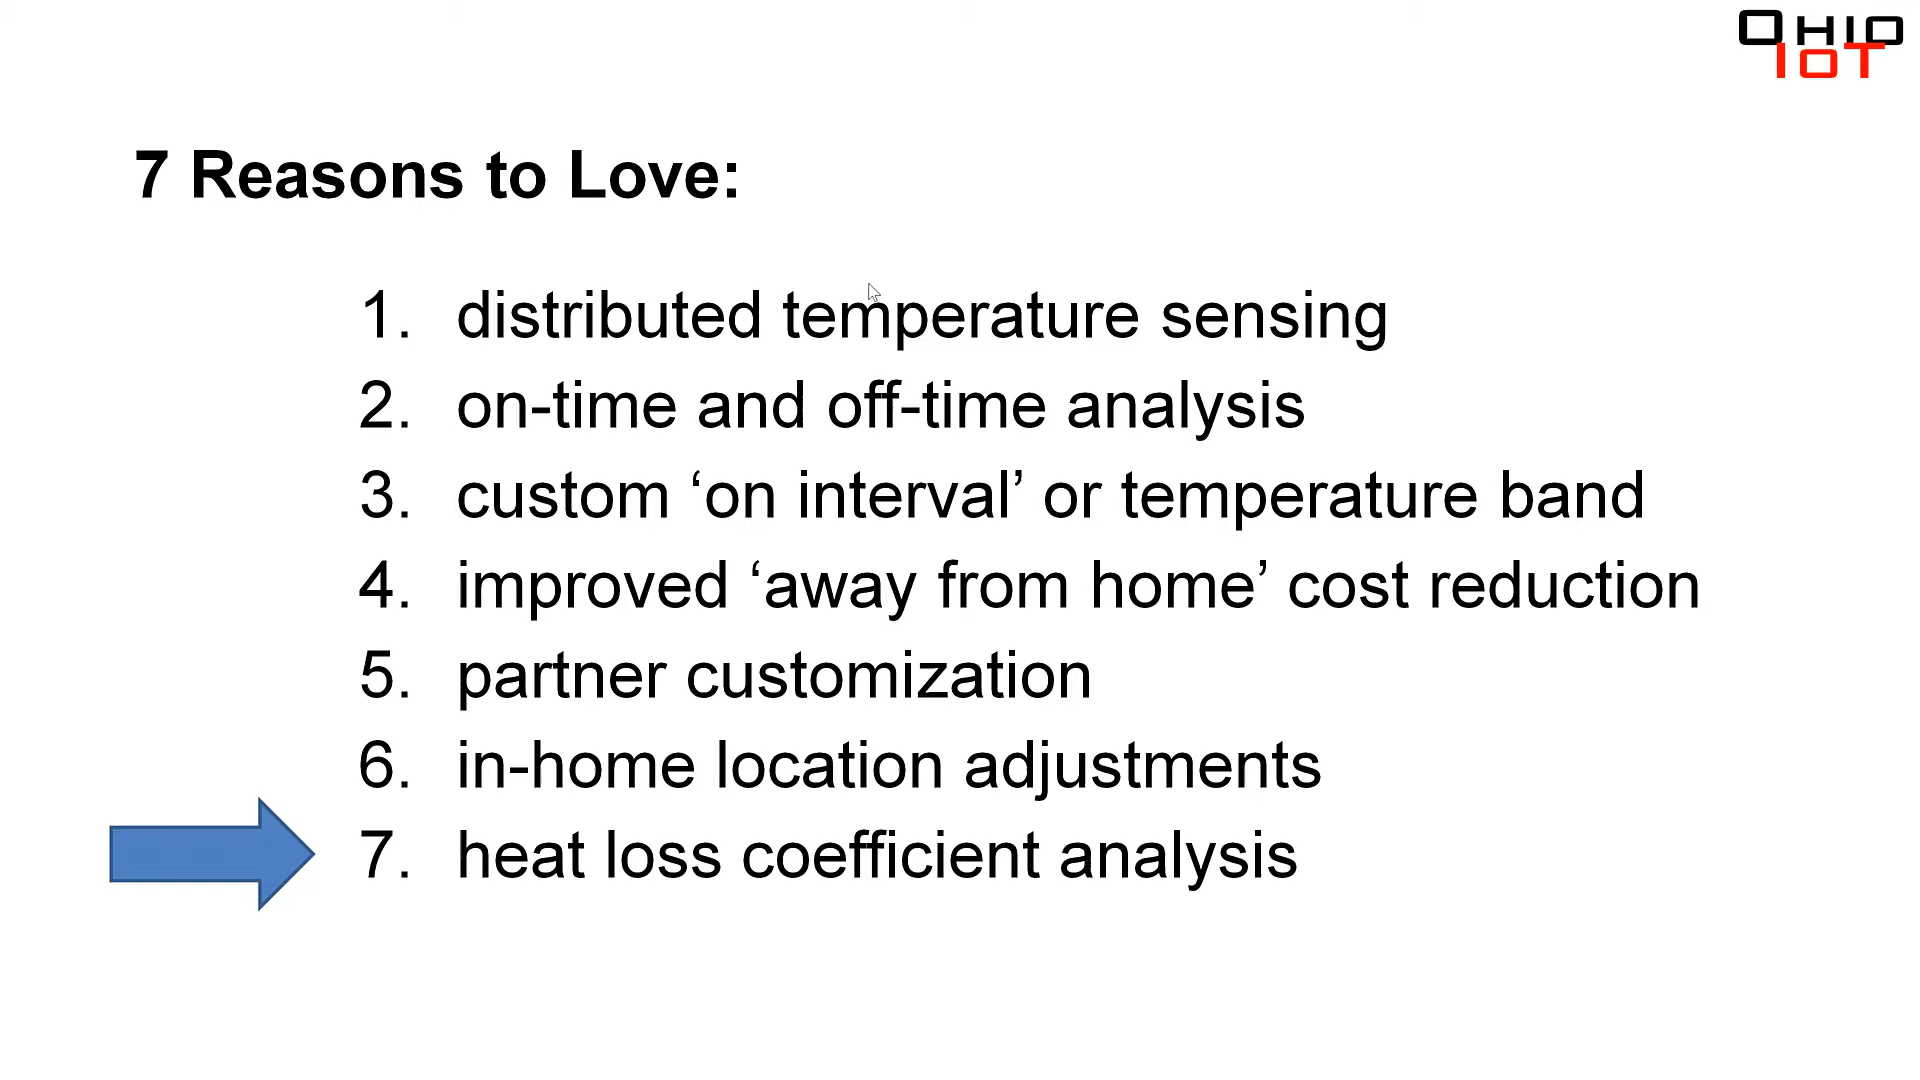 OHIO
IOT
7 Reasons to Love:
1. distributed temperature sensing
2. on-time and off-time analysis
3. custom ‘on interval’ or temperature band
4. improved ‘away from home’ cost reduction
5. partner customization
6. in-home location adjustments
7. heat loss coefficient analysis